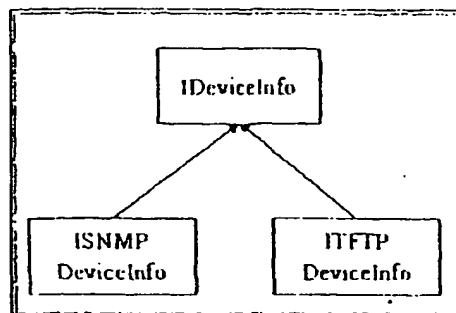 IDeviceInfo
ISNMP
DeviceInfo
ITFTP
DeviceInfo